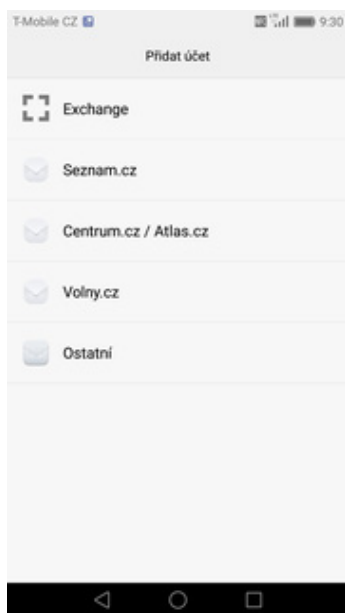 T-Mobile CZ 9:30
Přidat účet
Exchange
Seznam.cz
Centrum.cz / Atlas.cz
Volny.cz
Ostatní